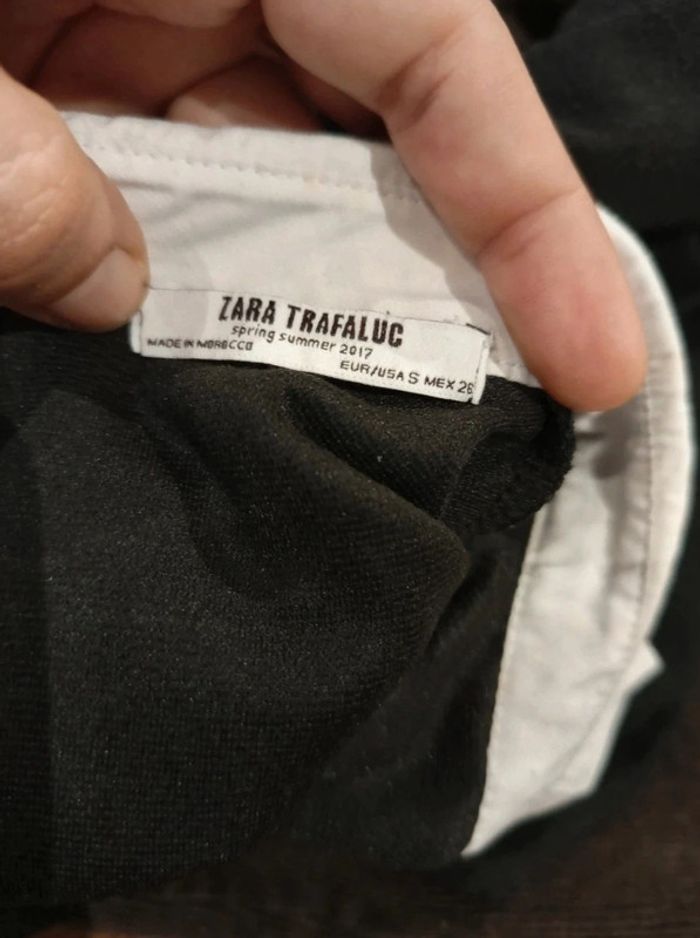 ZARA TRAFALUC
spring summer 2017
MADE IN MOROCCO
EUR/USA S MEX 26